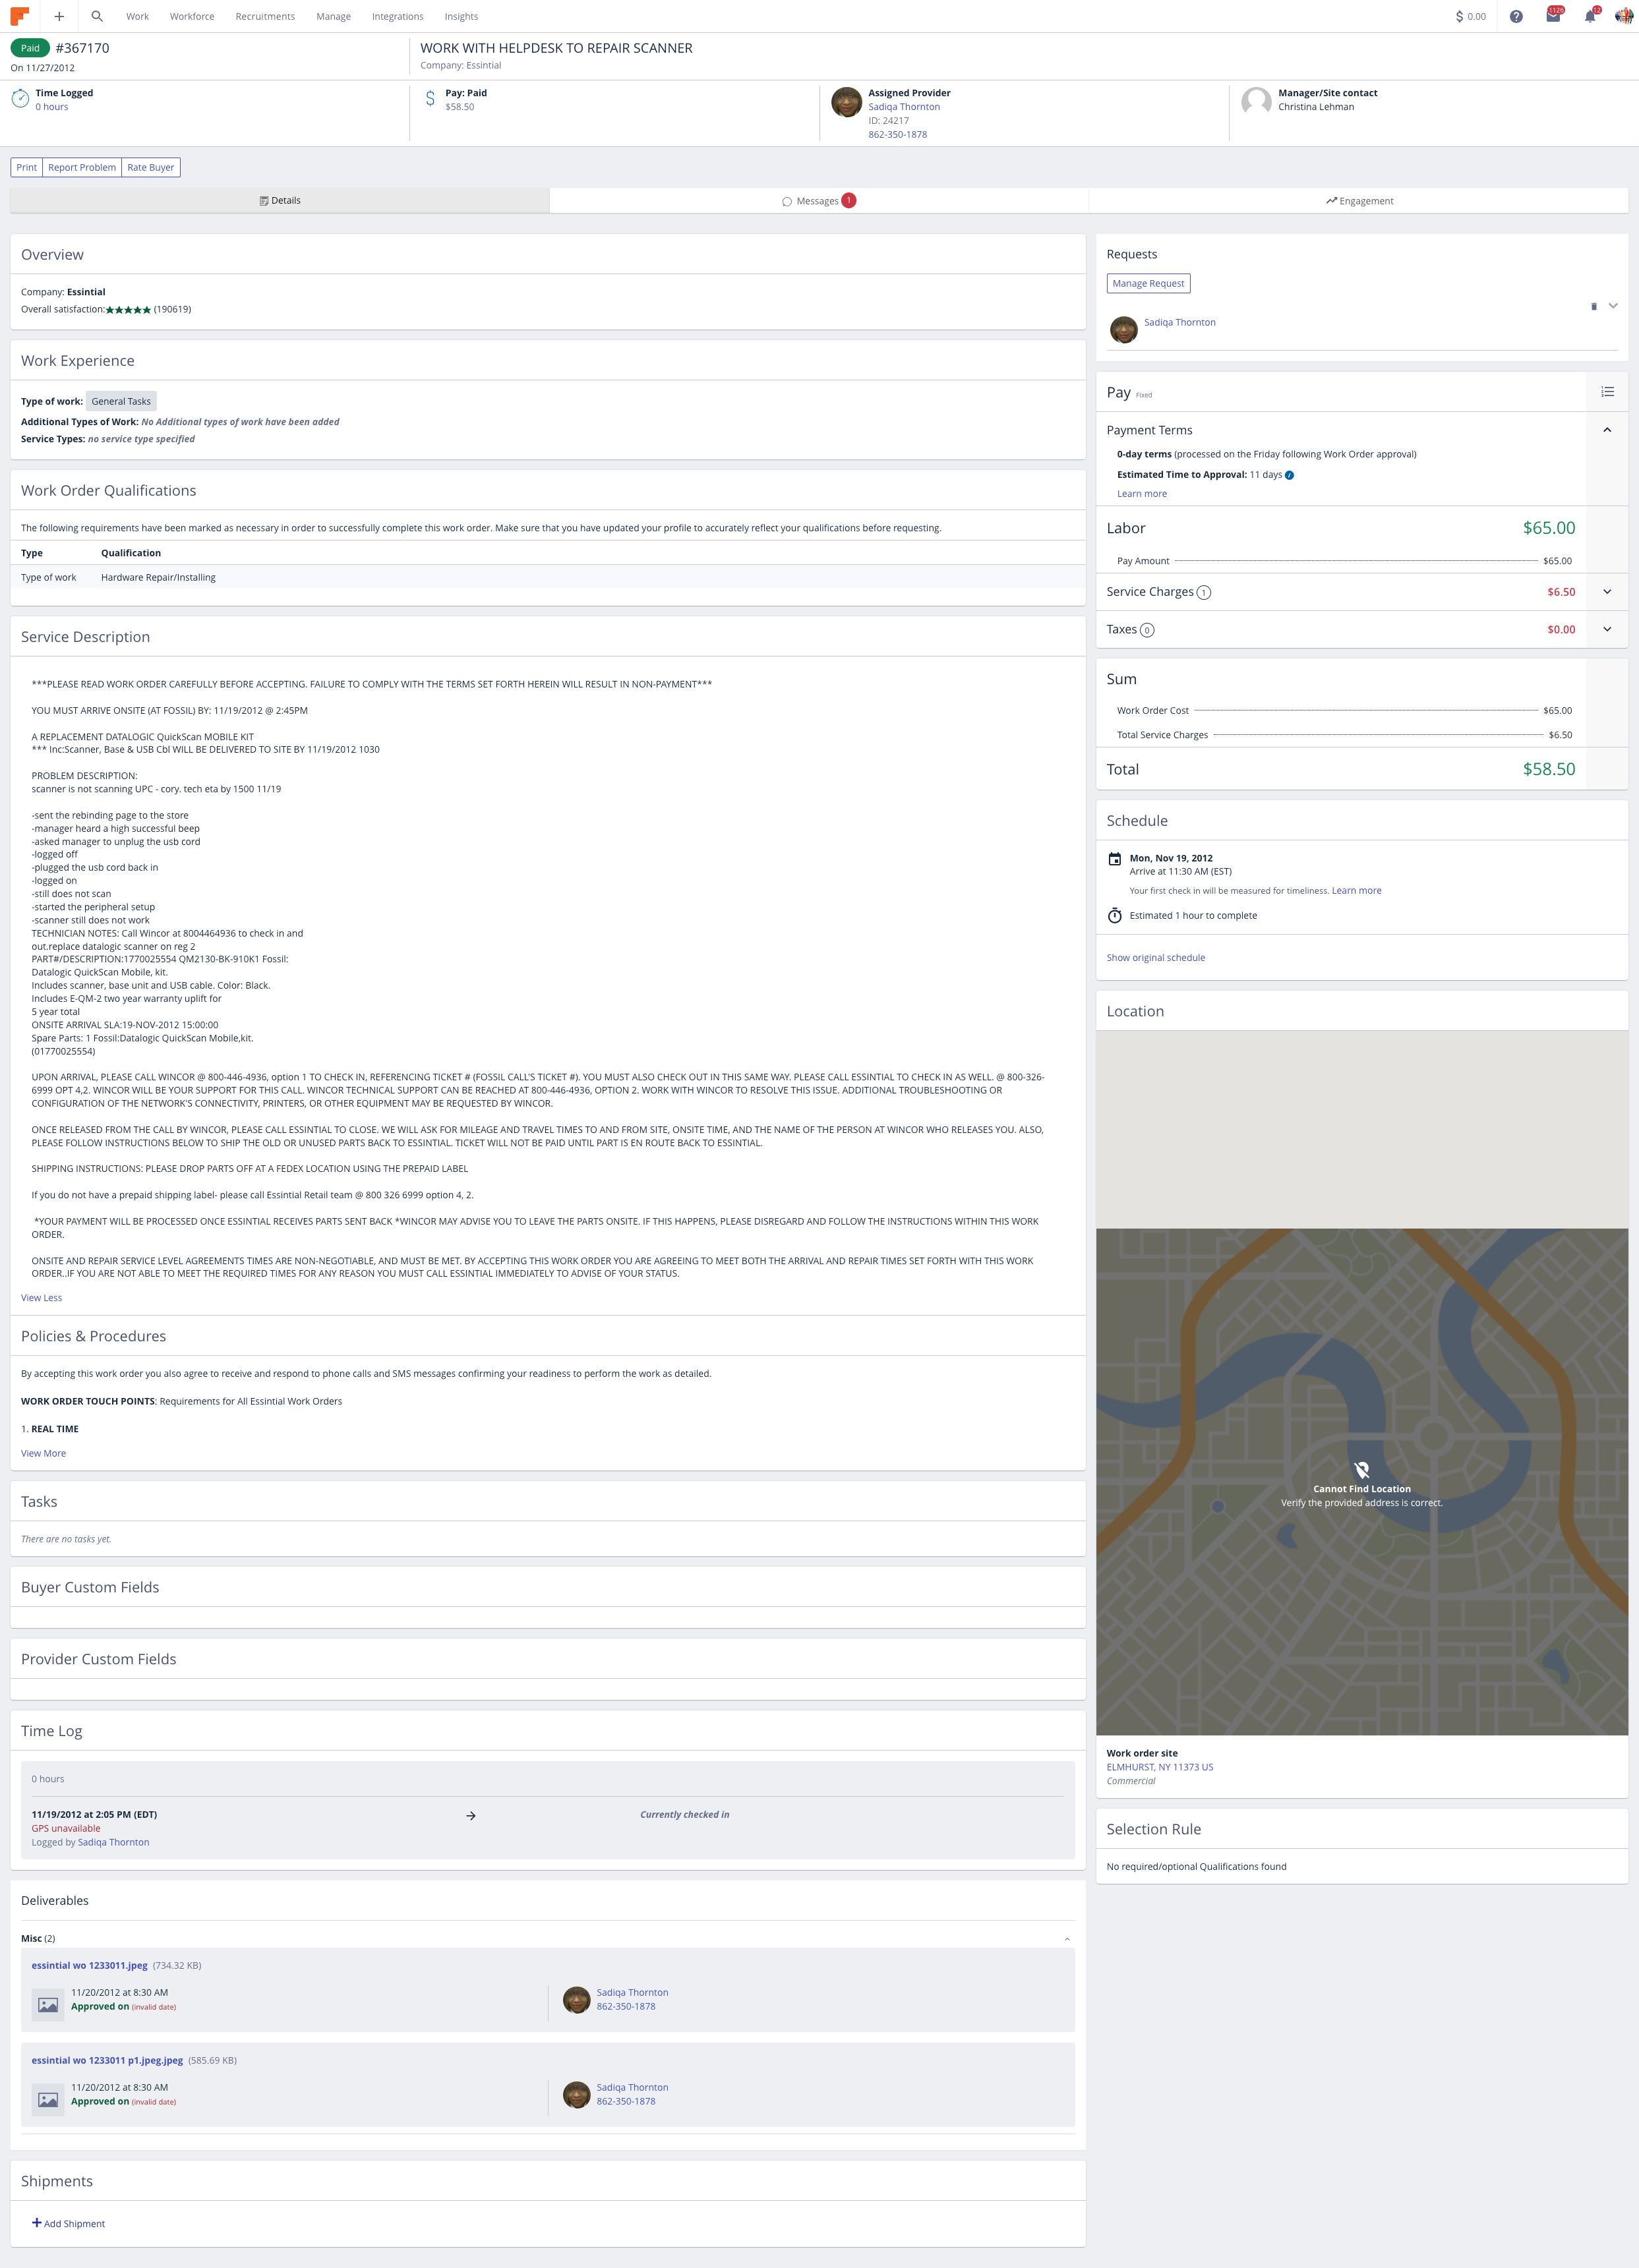 Work Workforce Recruitments Manage Integrations Insights
$ 0.00
1126
12
Paid #367170
On 11/27/2012
WORK WITH HELPDESK TO REPAIR SCANNER
Company: Essintial
Time Logged
0 hours
Pay: Paid
$58.50
Assigned Provider
Sadiqa Thornton
ID: 24217
862-350-1878
Manager/Site contact
Christina Lehman
Print Report Problem Rate Buyer
Details
Messages 1
Engagement
Overview
Company: Essintial
Overall satisfaction:★★★★★ (190619)
Work Experience
Type of work: General Tasks
Additional Types of Work: No Additional types of work have been added
Service Types: no service type specified
Work Order Qualifications
The following requirements have been marked as necessary in order to successfully complete this work order. Make sure that you have updated your profile to accurately reflect your qualifications before requesting.
Type Qualification
Type of work Hardware Repair/Installing
Service Description
***PLEASE READ WORK ORDER CAREFULLY BEFORE ACCEPTING. FAILURE TO COMPLY WITH THE TERMS SET FORTH HEREIN WILL RESULT IN NON-PAYMENT***
YOU MUST ARRIVE ONSITE (AT FOSSIL) BY: 11/19/2012 @ 2:45PM
A REPLACEMENT DATALOGIC QuickScan MOBILE KIT
*** Inc:Scanner, Base & USB Cbl WILL BE DELIVERED TO SITE BY 11/19/2012 1030
PROBLEM DESCRIPTION:
scanner is not scanning UPC - cory. tech eta by 1500 11/19
-sent the rebinding page to the store
-manager heard a high successful beep
-asked manager to unplug the usb cord
-logged off
-plugged the usb cord back in
-logged on
-still does not scan
-started the peripheral setup
-scanner still does not work
TECHNICIAN NOTES: Call Wincor at 8004464936 to check in and
out.replace datalogic scanner on reg 2
PART#/DESCRIPTION:1770025554 QM2130-BK-910K1 Fossil:
Datalogic QuickScan Mobile, kit.
Includes scanner, base unit and USB cable. Color: Black.
Includes E-QM-2 two year warranty uplift for
5 year total
ONSITE ARRIVAL SLA:19-NOV-2012 15:00:00
Spare Parts: 1 Fossil:Datalogic QuickScan Mobile,kit.
(01770025554)
UPON ARRIVAL, PLEASE CALL WINCOR @ 800-446-4936, option 1 TO CHECK IN, REFERENCING TICKET # (FOSSIL CALL'S TICKET #). YOU MUST ALSO CHECK OUT IN THIS SAME WAY. PLEASE CALL ESSINTIAL TO CHECK IN AS WELL. @ 800-326-
6999 OPT 4,2. WINCOR WILL BE YOUR SUPPORT FOR THIS CALL. WINCOR TECHNICAL SUPPORT CAN BE REACHED AT 800-446-4936, OPTION 2. WORK WITH WINCOR TO RESOLVE THIS ISSUE. ADDITIONAL TROUBLESHOOTING OR
CONFIGURATION OF THE NETWORK'S CONNECTIVITY, PRINTERS, OR OTHER EQUIPMENT MAY BE REQUESTED BY WINCOR.
ONCE RELEASED FROM THE CALL BY WINCOR, PLEASE CALL ESSINTIAL TO CLOSE. WE WILL ASK FOR MILEAGE AND TRAVEL TIMES TO AND FROM SITE, ONSITE TIME, AND THE NAME OF THE PERSON AT WINCOR WHO RELEASES YOU. ALSO,
PLEASE FOLLOW INSTRUCTIONS BELOW TO SHIP THE OLD OR UNUSED PARTS BACK TO ESSINTIAL. TICKET WILL NOT BE PAID UNTIL PART IS EN ROUTE BACK TO ESSINTIAL.
SHIPPING INSTRUCTIONS: PLEASE DROP PARTS OFF AT A FEDEX LOCATION USING THE PREPAID LABEL
If you do not have a prepaid shipping label- please call Essintial Retail team @ 800 326 6999 option 4, 2.
*YOUR PAYMENT WILL BE PROCESSED ONCE ESSINTIAL RECEIVES PARTS SENT BACK *WINCOR MAY ADVISE YOU TO LEAVE THE PARTS ONSITE. IF THIS HAPPENS, PLEASE DISREGARD AND FOLLOW THE INSTRUCTIONS WITHIN THIS WORK
ORDER.
ONSITE AND REPAIR SERVICE LEVEL AGREEMENTS TIMES ARE NON-NEGOTIABLE, AND MUST BE MET. BY ACCEPTING THIS WORK ORDER YOU ARE AGREEING TO MEET BOTH THE ARRIVAL AND REPAIR TIMES SET FORTH WITH THIS WORK
ORDER..IF YOU ARE NOT ABLE TO MEET THE REQUIRED TIMES FOR ANY REASON YOU MUST CALL ESSINTIAL IMMEDIATELY TO ADVISE OF YOUR STATUS.
View Less
Policies & Procedures
By accepting this work order you also agree to receive and respond to phone calls and SMS messages confirming your readiness to perform the work as detailed.
WORK ORDER TOUCH POINTS: Requirements for All Essintial Work Orders
1. REAL TIME
View More
Tasks
There are no tasks yet.
Buyer Custom Fields
Provider Custom Fields
Time Log
0 hours
11/19/2012 at 2:05 PM (EDT)
Currently checked in
GPS unavailable
Logged by Sadiqa Thornton
Deliverables
Misc (2)
essintial wo 1233011.jpeg (734.32 KB)
11/20/2012 at 8:30 AM
Approved on (invalid date)
Sadiqa Thornton
862-350-1878
essintial wo 1233011 p1.jpeg.jpeg (585.69 KB)
11/20/2012 at 8:30 AM
Approved on (invalid date)
Sadiqa Thornton
862-350-1878
Shipments
+ Add Shipment
Requests
Manage Request
Sadiqa Thornton
Pay Fixed
Payment Terms
0-day terms (processed on the Friday following Work Order approval)
Estimated Time to Approval: 11 days
Learn more
Labor $65.00
Pay Amount $65.00
Service Charges 1 $6.50
Taxes 0 $0.00
Sum
Work Order Cost $65.00
Total Service Charges $6.50
Total $58.50
Schedule
Mon, Nov 19, 2012
Arrive at 11:30 AM (EST)
Your first check in will be measured for timeliness. Learn more
Estimated 1 hour to complete
Show original schedule
Location
Cannot Find Location
Verify the provided address is correct.
Work order site
ELMHURST, NY 11373 US
Commercial
Selection Rule
No required/optional Qualifications found